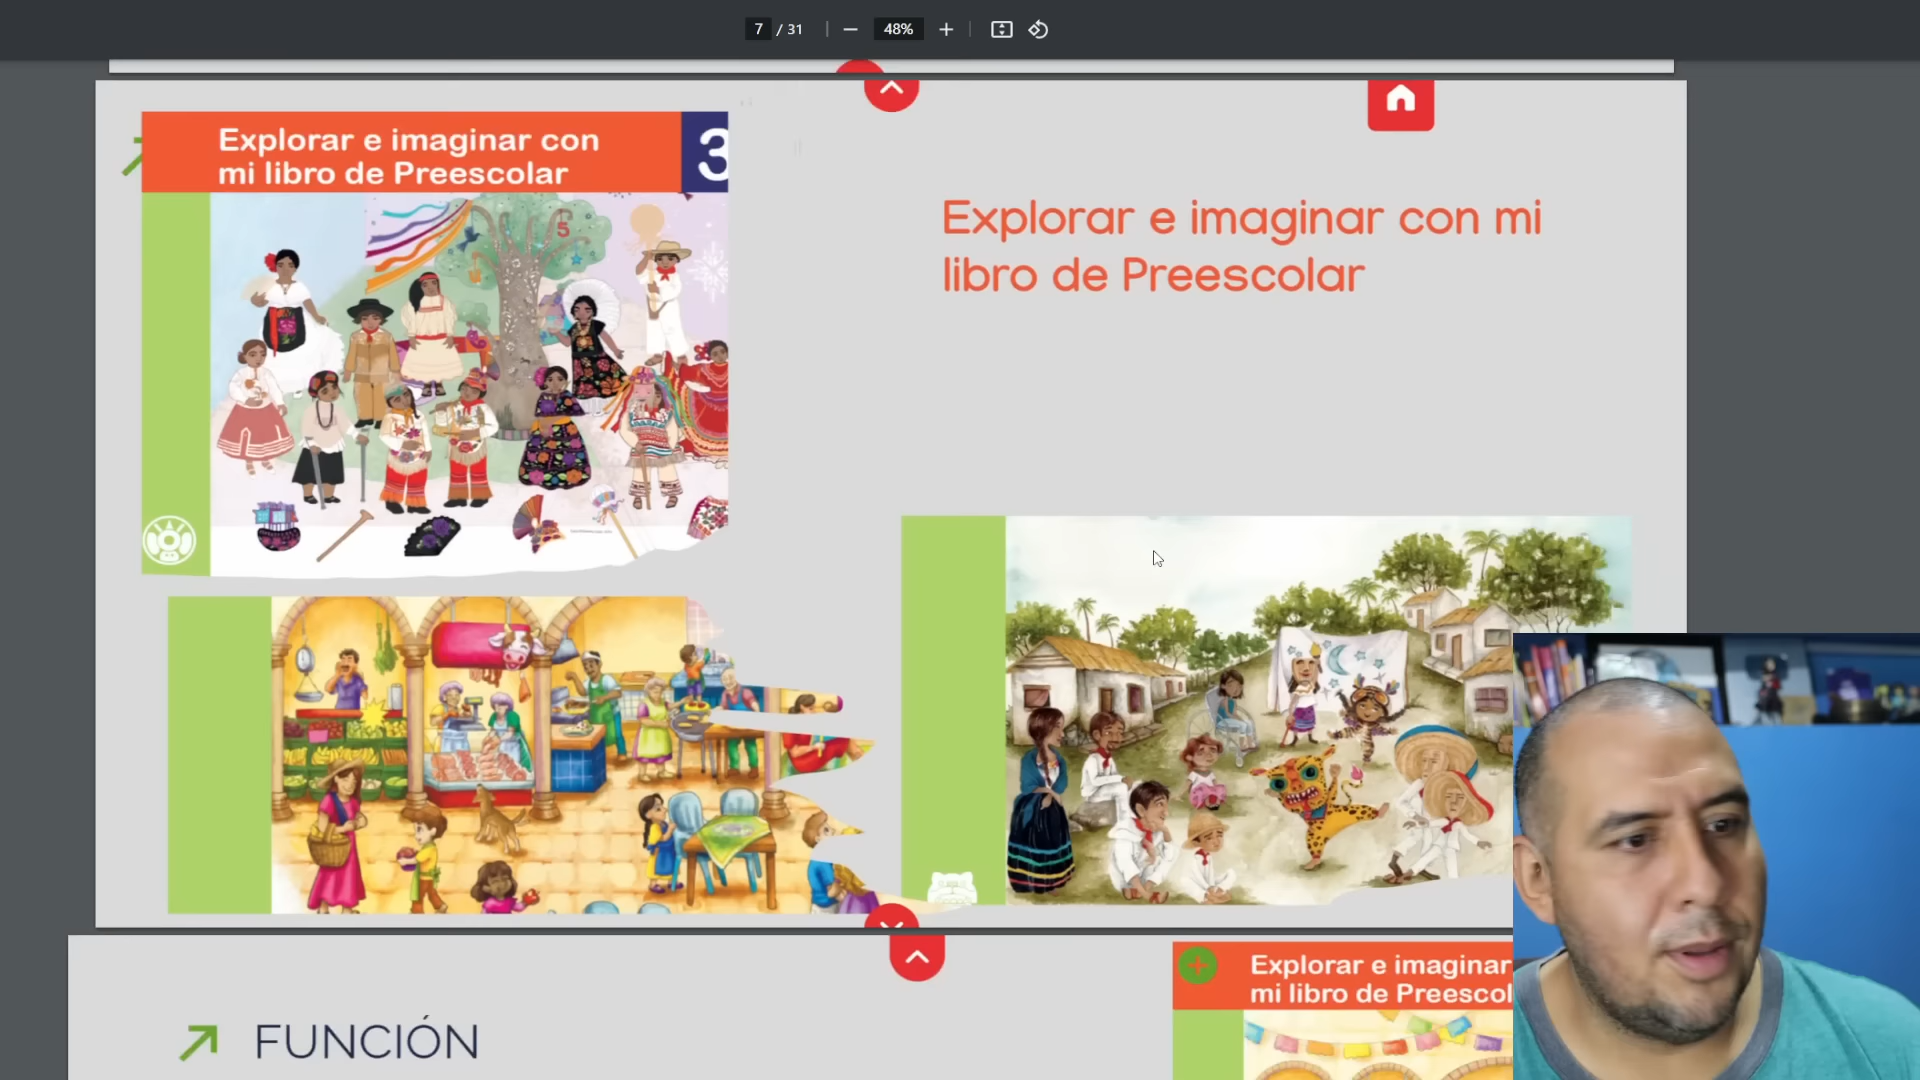 7 / 31
48%
Explorar e imaginar con
mi libro de Preescolar
3
5
Explorar e imaginar con mi
libro de Preescolar
FUNCIÓN
Explorar e imaginar
mi libro de Preescol